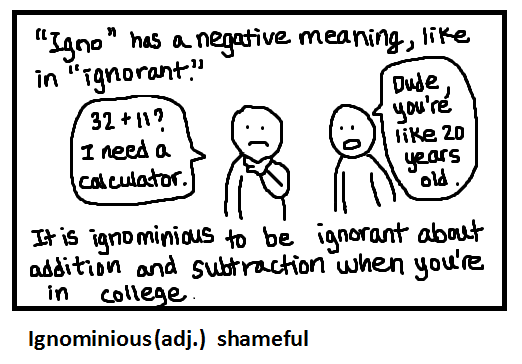 "Igno" has a negative meaning, like
in "ignorant."
32 + 11?
I need a
calculator.
Dude,
you're
like 20
years
old.
It is ignominious to be ignorant about
addition and subtraction when you're
in college.
Ignominious (adj.) shameful